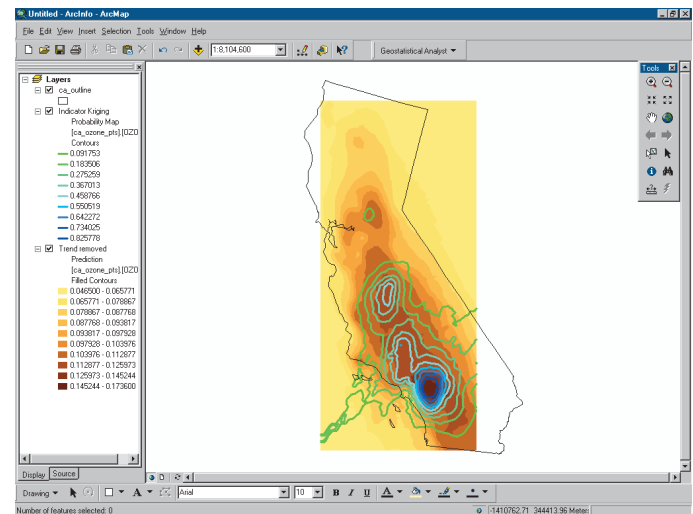 Untitled - ArcInfo - ArcMap
File Edit View Insert Selection Tools Window Help
1:8,104,600 Geostatistical Analyst
Tools
Layers
ca_outline
Indicator Kriging
Probability Map
[ca_ozone_pts].[OZO
Contours
0.091753
0.183506
0.275259
0.367013
0.458766
0.550519
0.642272
0.734025
0.825778
Trend removed
Prediction
[ca_ozone_pts].[OZO
Filled Contours
0.046500 - 0.065771
0.065771 - 0.078867
0.078867 - 0.087768
0.087768 - 0.093817
0.093817 - 0.097928
0.097928 - 0.103976
0.103976 - 0.112877
0.112877 - 0.125973
0.125973 - 0.145244
0.145244 - 0.173600
Display Source
Drawing A Arial 10 B I U A
Number of features selected: 0 -1410762.71 344413.96 Meters